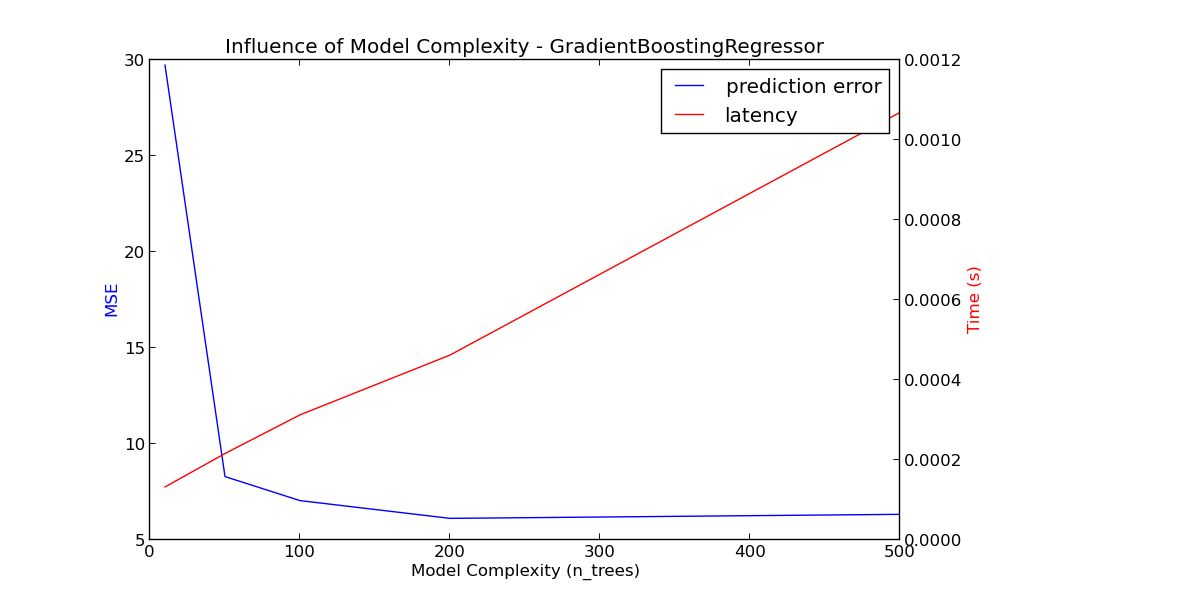 Influence of Model Complexity - GradientBoostingRegressor
30
25
20
15
10
5
MSE
prediction error
latency
0.0012
0.0010
0.0008
0.0006
0.0004
0.0002
0.0000
Time (s)
0 100 200 300 400 500
Model Complexity (n_trees)